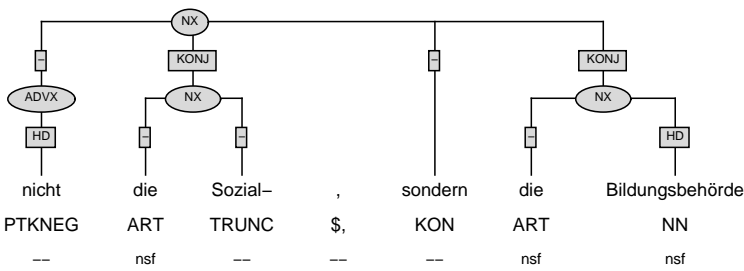 NX
– KONJ – KONJ
ADVX NX NX
HD – – – HD
nicht die Sozial– , sondern die Bildungsbehörde
PTKNEG ART TRUNC $, KON ART NN
–– nsf –– –– –– nsf nsf